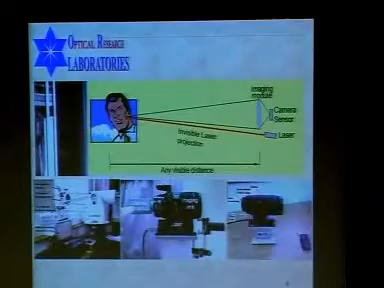 OPTICAL RESEARCH
LABORATORIES
Imaging
module
Camera
Sensor
Laser
Invisible Laser
projection
Any visible distance